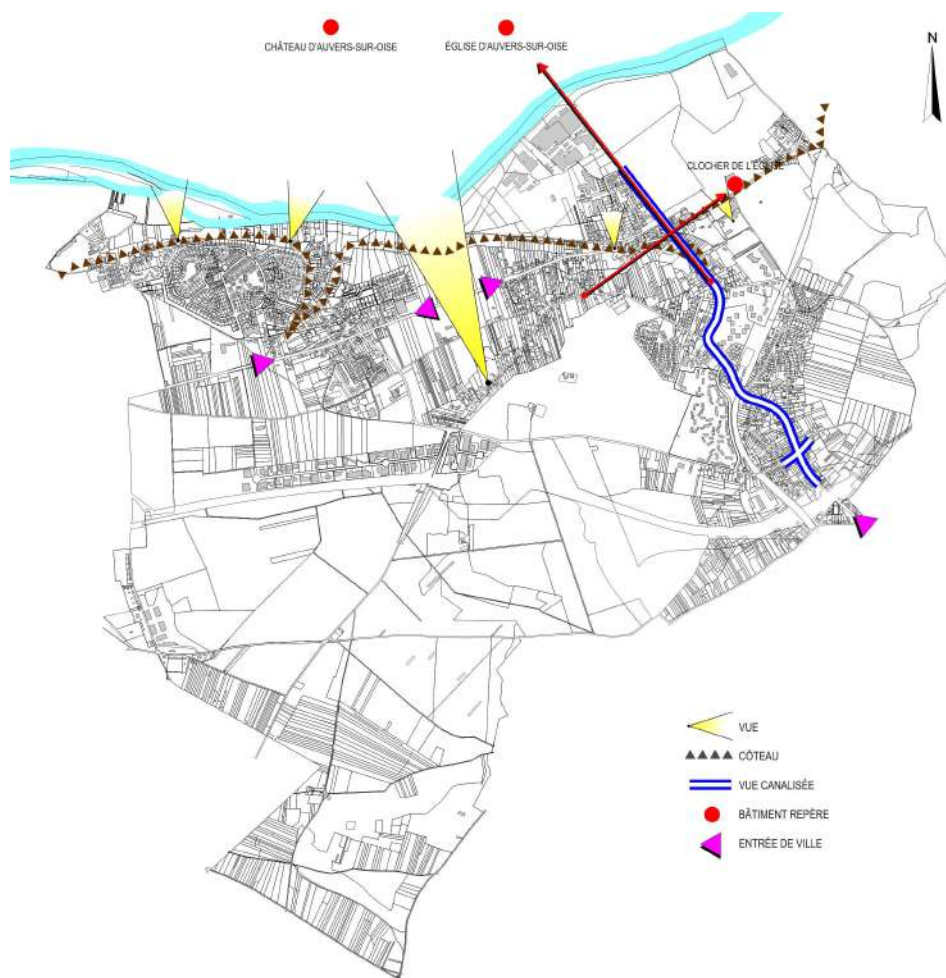 CHÂTEAU D'AUVERS-SUR-OISE
ÉGLISE D'AUVERS-SUR-OISE
N
CLOCHER DE L'ÉGLISE
VUE
CÔTEAU
VUE CANALISÉE
BÂTIMENT REPÈRE
ENTRÉE DE VILLE